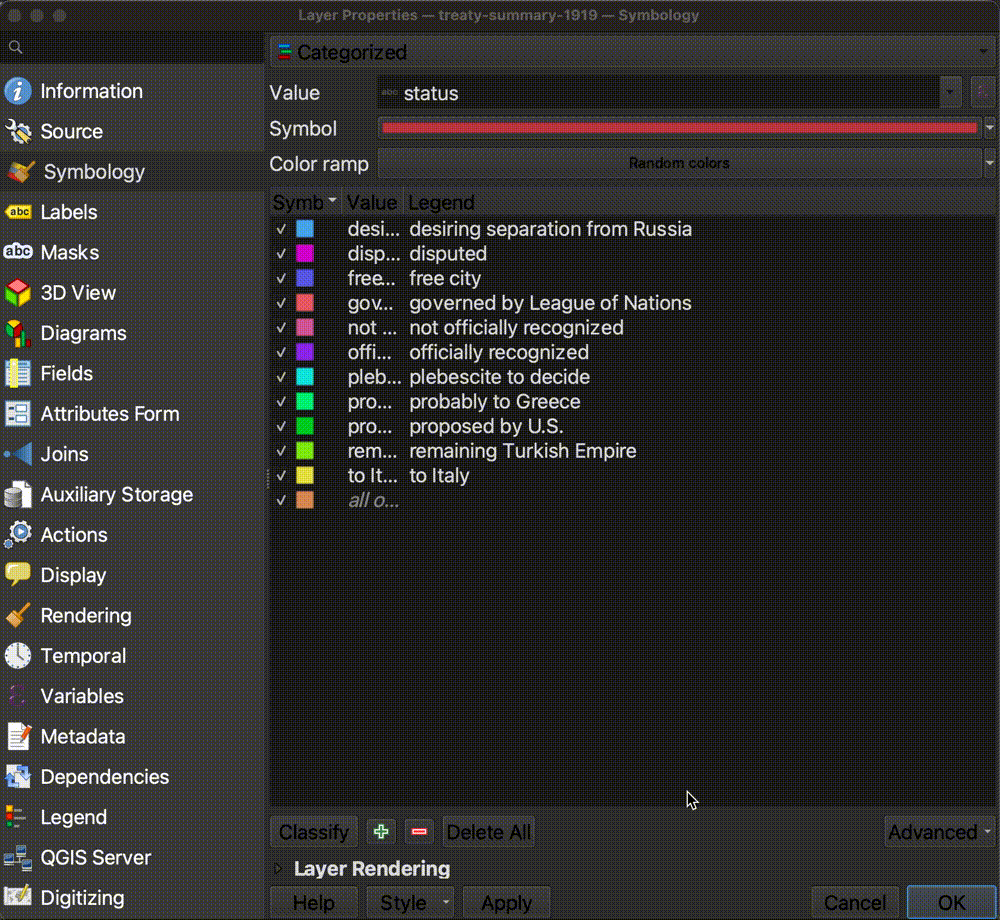 Layer Properties — treaty-summary-1919 — Symbology
Information
Source
Symbology
abc Labels
abc Masks
3D View
Diagrams
Fields
Attributes Form
Joins
Auxiliary Storage
Actions
Display
Rendering
Temporal
Variables
Metadata
Dependencies
Legend
QGIS Server
Digitizing
Categorized
Value abc status
Symbol
Color ramp Random colors
Symb Value Legend
desi... desiring separation from Russia
disp... disputed
free... free city
gov... governed by League of Nations
not ... not officially recognized
offi... officially recognized
pleb... plebescite to decide
pro... probably to Greece
pro... proposed by U.S.
rem... remaining Turkish Empire
to It... to Italy
all o...
Classify Delete All Advanced
Layer Rendering
Help Style Apply Cancel OK